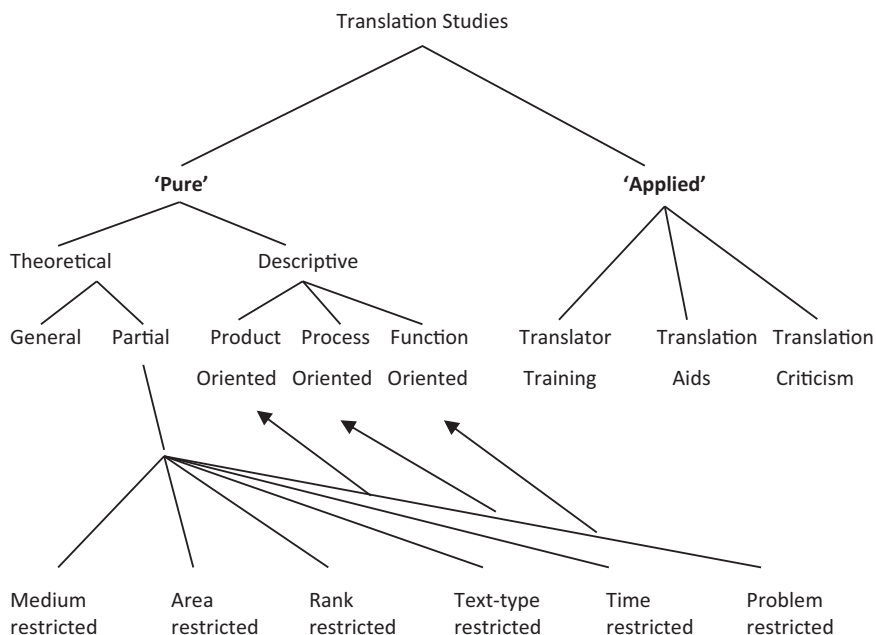 Translation Studies
‘Pure’ ‘Applied’
Theoretical Descriptive
General Partial Product Process Function Translator Translation Translation
Oriented Oriented Oriented Training Aids Criticism
Medium Area Rank Text-type Time Problem
restricted restricted restricted restricted restricted restricted